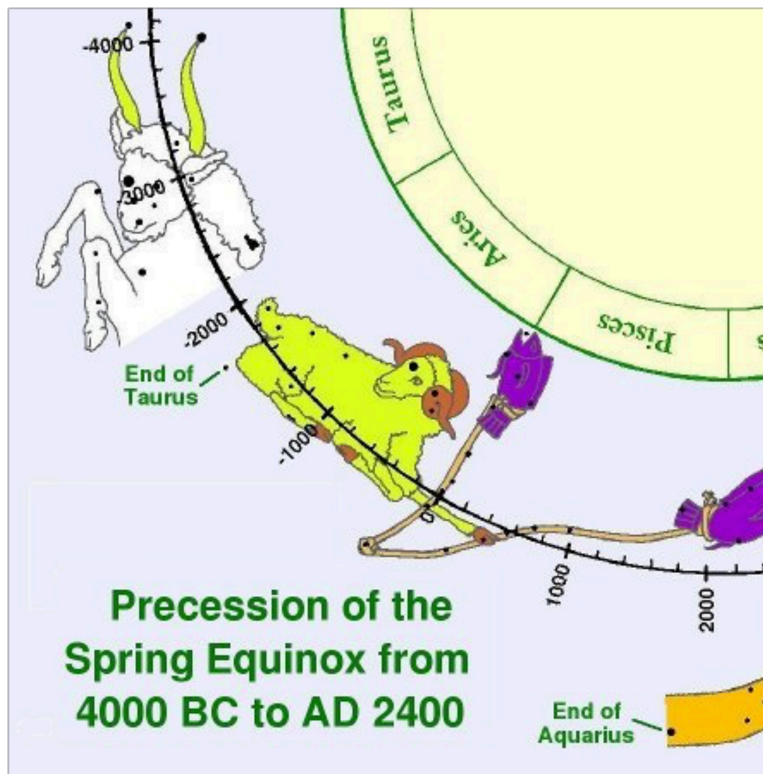 -4000
Taurus
-3000
Aries
-2000
Pisces
End of
Taurus
-1000
0
1000
2000
Precession of the
Spring Equinox from
4000 BC to AD 2400
End of
Aquarius